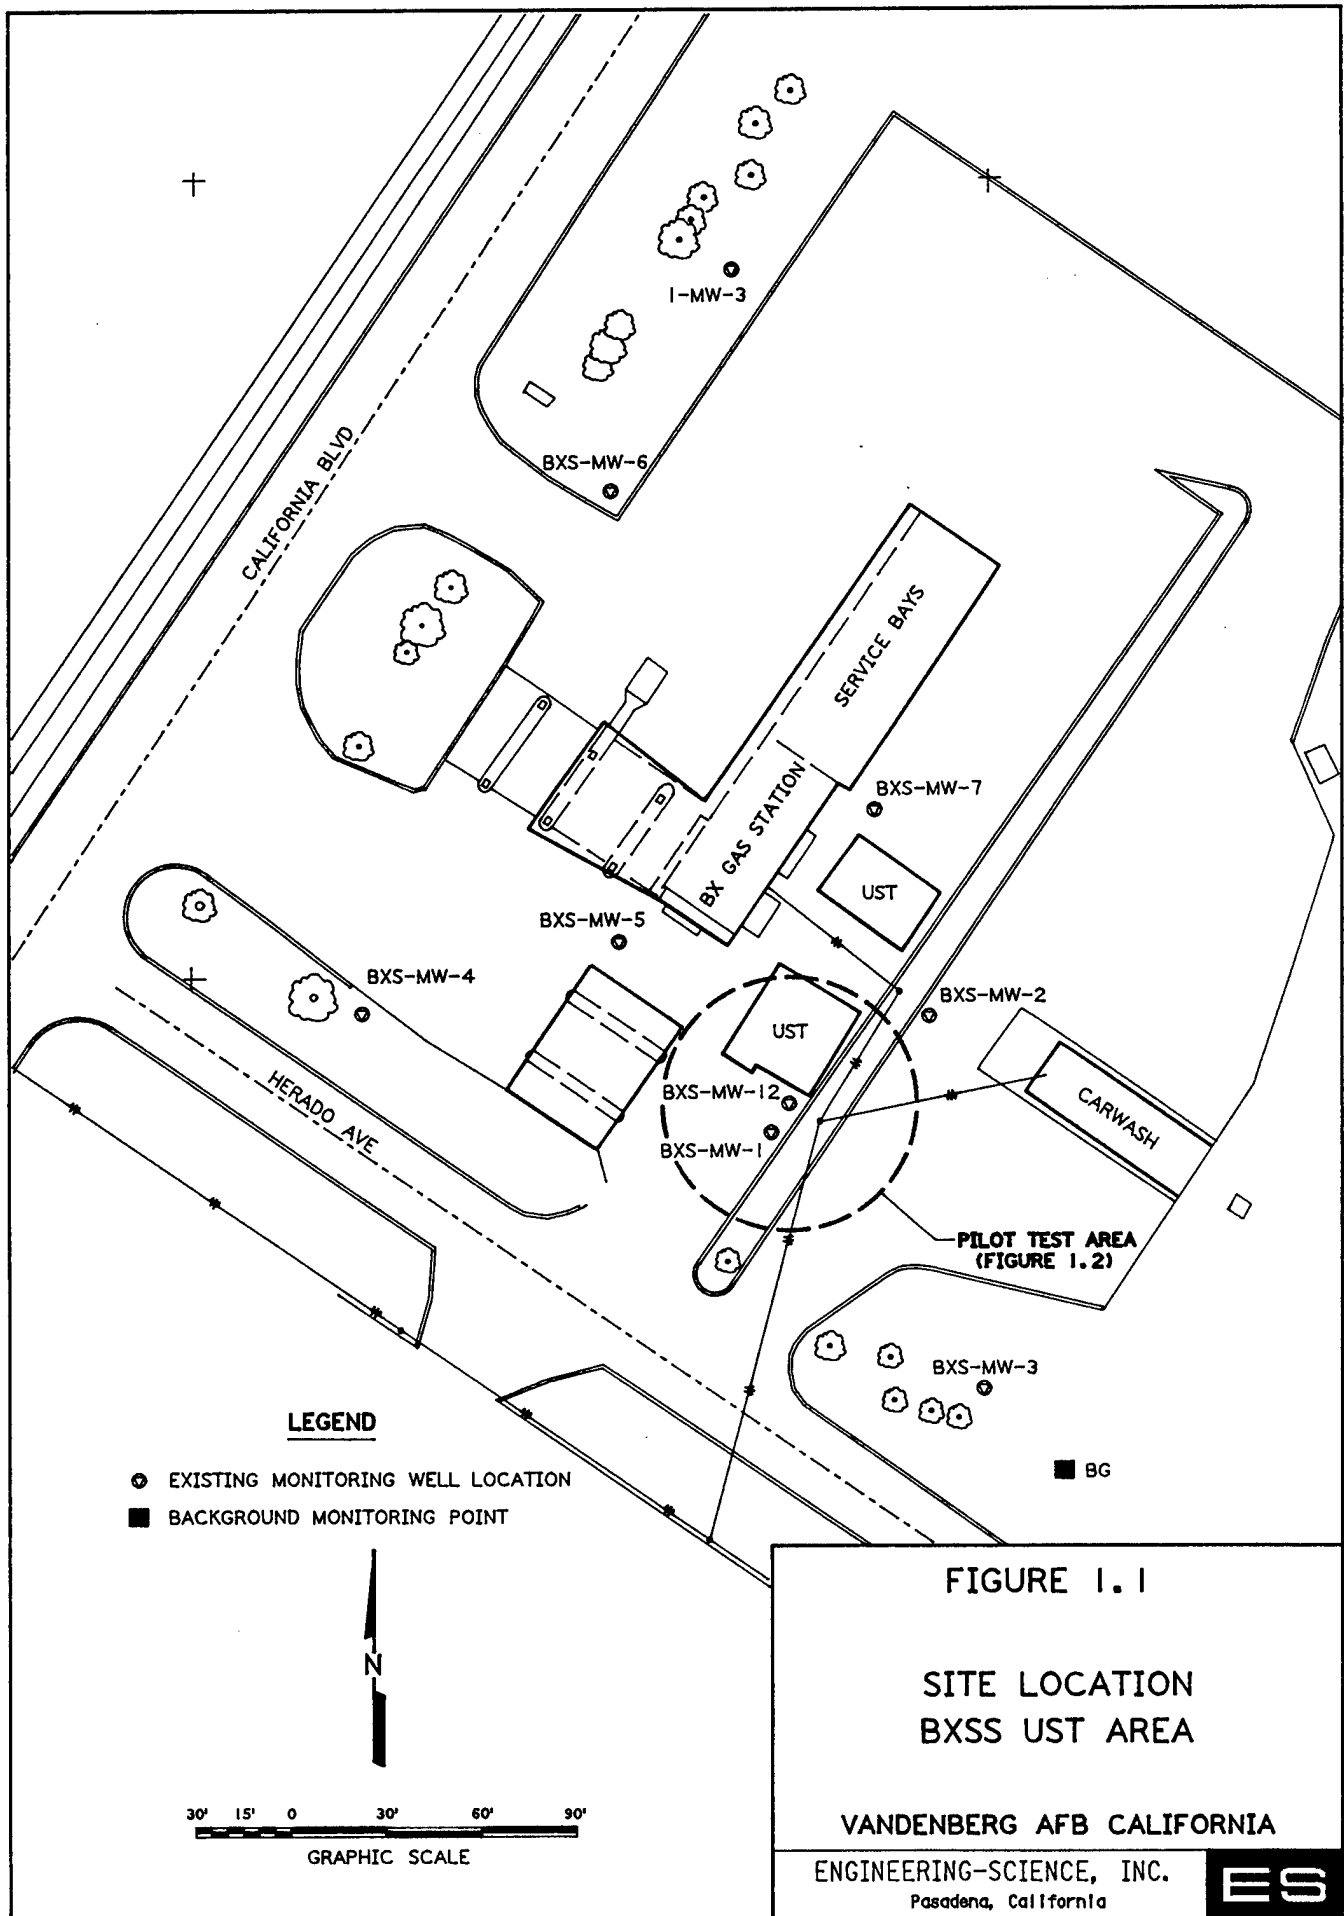 I-MW-3
BXS-MW-6
CALIFORNIA BLVD
SERVICE BAYS
BXS-MW-7
BX GAS STATION
UST
BXS-MW-5
BXS-MW-4
BXS-MW-2
UST
HERADO AVE
BXS-MW-12
CARWASH
BXS-MW-1
PILOT TEST AREA
(FIGURE 1.2)
BXS-MW-3
BG
LEGEND
EXISTING MONITORING WELL LOCATION
BACKGROUND MONITORING POINT
N
30' 15' 0 30' 60' 90'
GRAPHIC SCALE
FIGURE 1.1
SITE LOCATION
BXSS UST AREA
VANDENBERG AFB CALIFORNIA
ENGINEERING-SCIENCE, INC.
Pasadena, California
ES